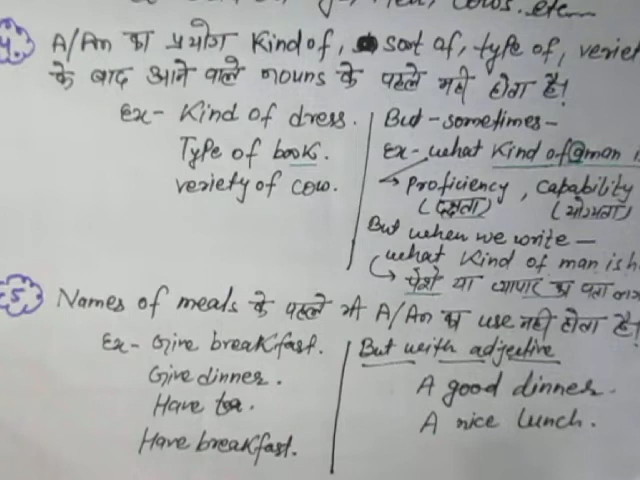 cows. etc
4. A/An का प्रयोग Kind of, sort of, type of, veriet
के बाद आने वाले nouns के पहले नहीं होता है।
Ex- Kind of dress.
Type of book.
veriety of cow.
But - sometimes -
Ex- what Kind of a man i
→ Proficiency, capability
(दक्षता) (योग्यता)
But when we write -
what Kind of man is h
→ पेशे या व्यापार का पता
5. Names of meals के पहले भी A/An का use नहीं होता है।
Ex- Give breakfast.
Give dinner.
Have tea.
Have breakfast.
But with adjective
A good dinner.
A nice lunch.